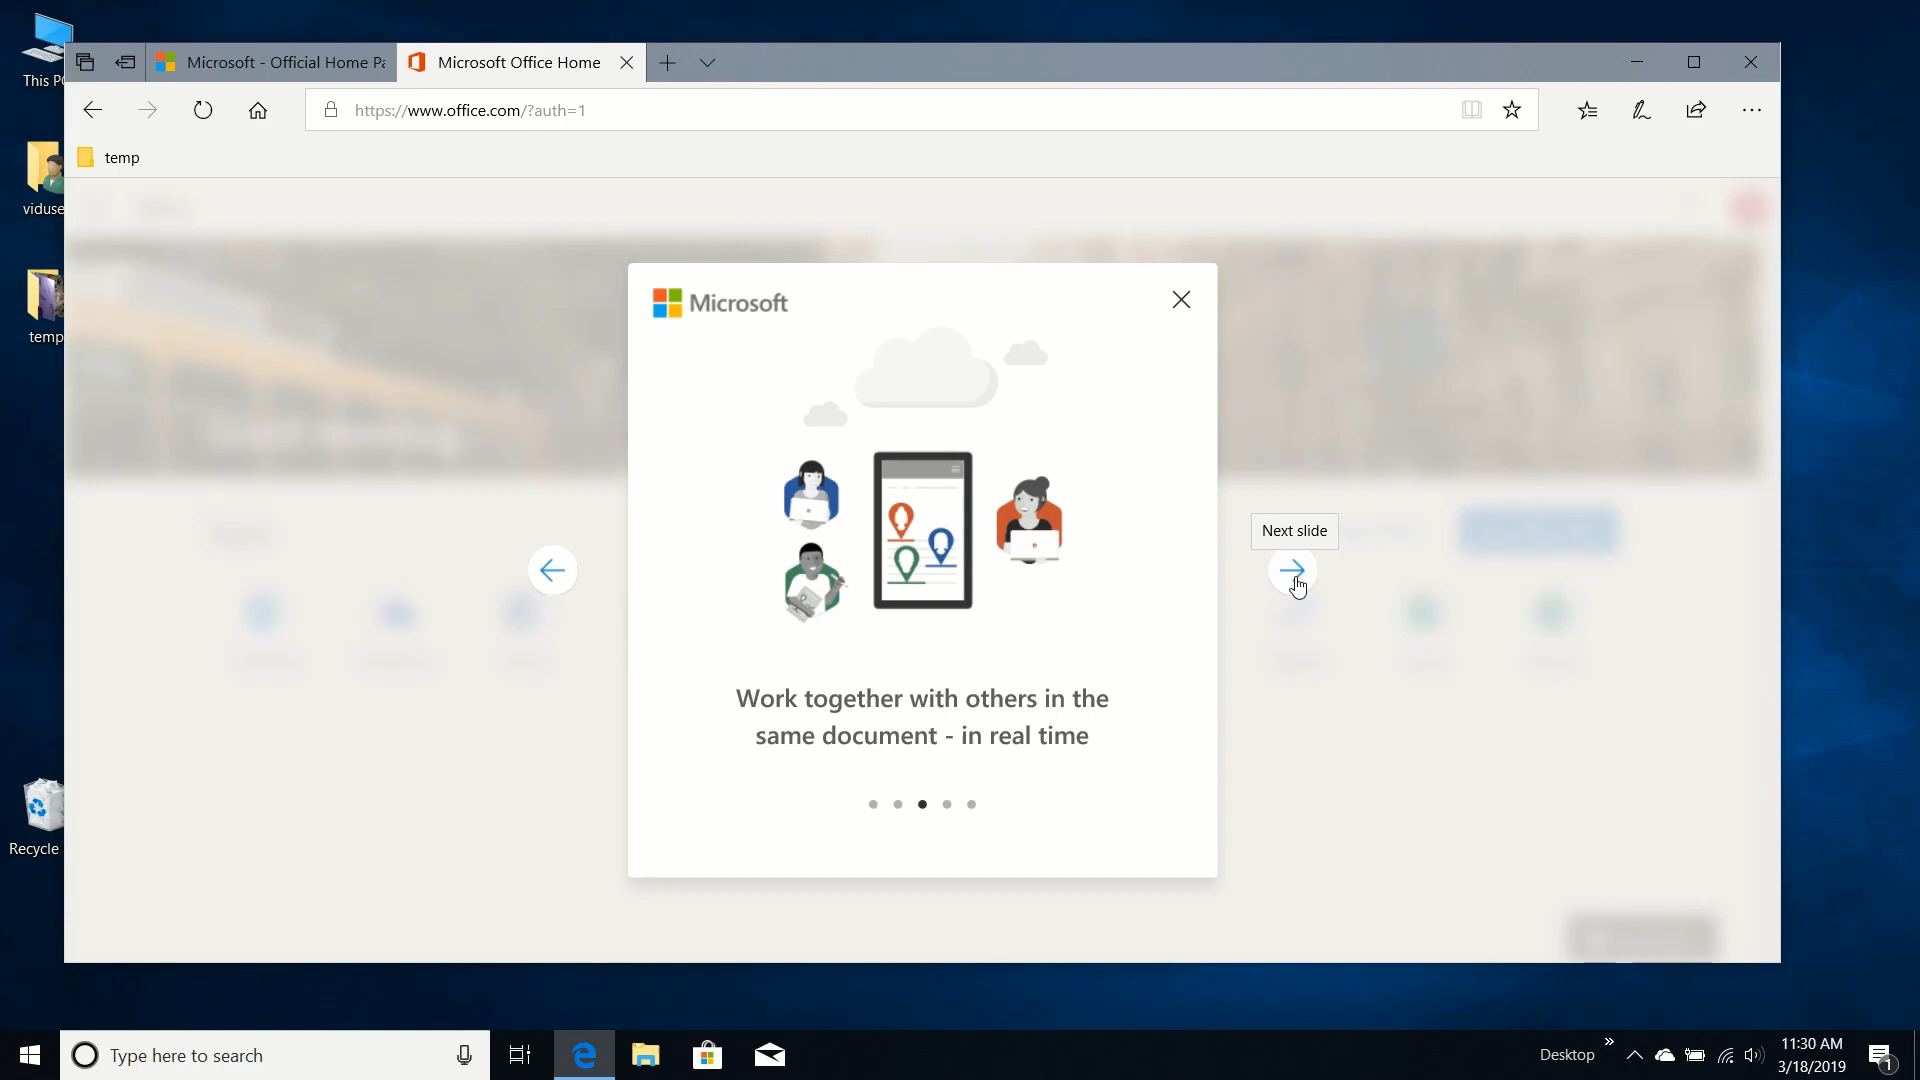 This PC
Microsoft - Official Home Pa
Microsoft Office Home
https://www.office.com/?auth=1
temp
viduse
temp
Microsoft
Next slide
Work together with others in the
same document - in real time
Recycle
Type here to search
Desktop
11:30 AM
3/18/2019
1